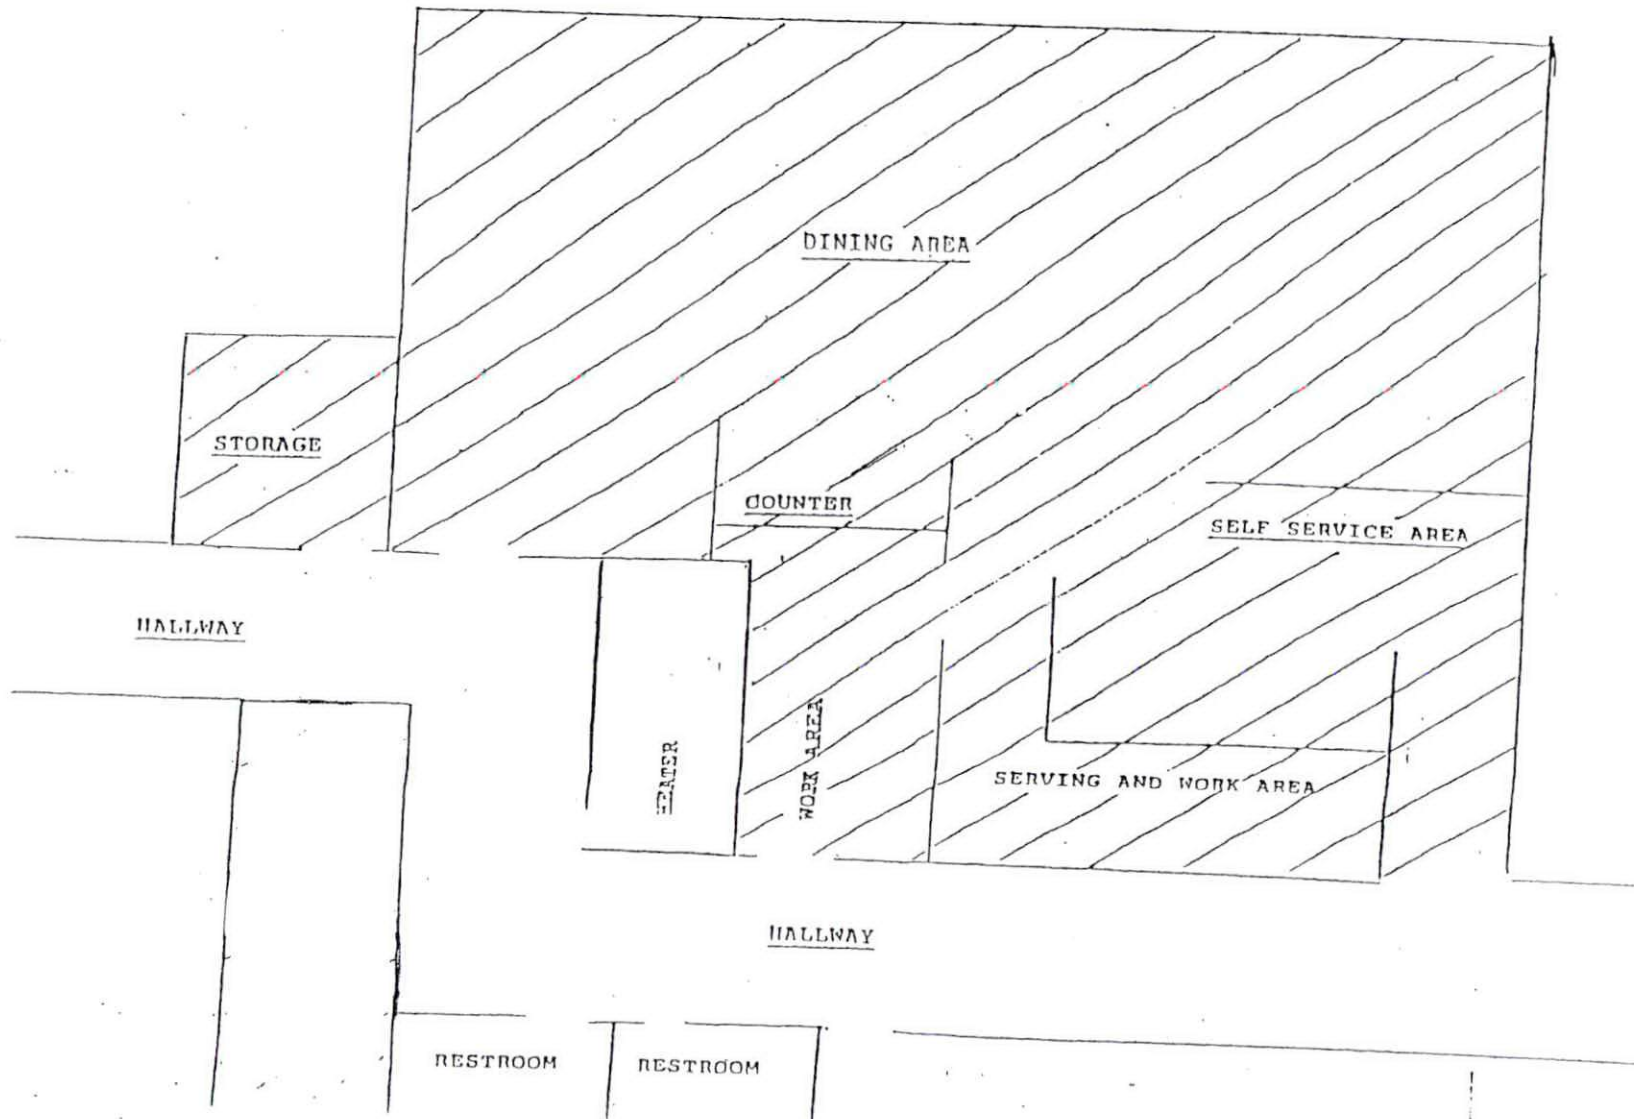 DINING AREA
STORAGE
COUNTER
SELF SERVICE AREA
HALLWAY
HEATER
WORK AREA
SERVING AND WORK AREA
HALLWAY
RESTROOM
RESTROOM